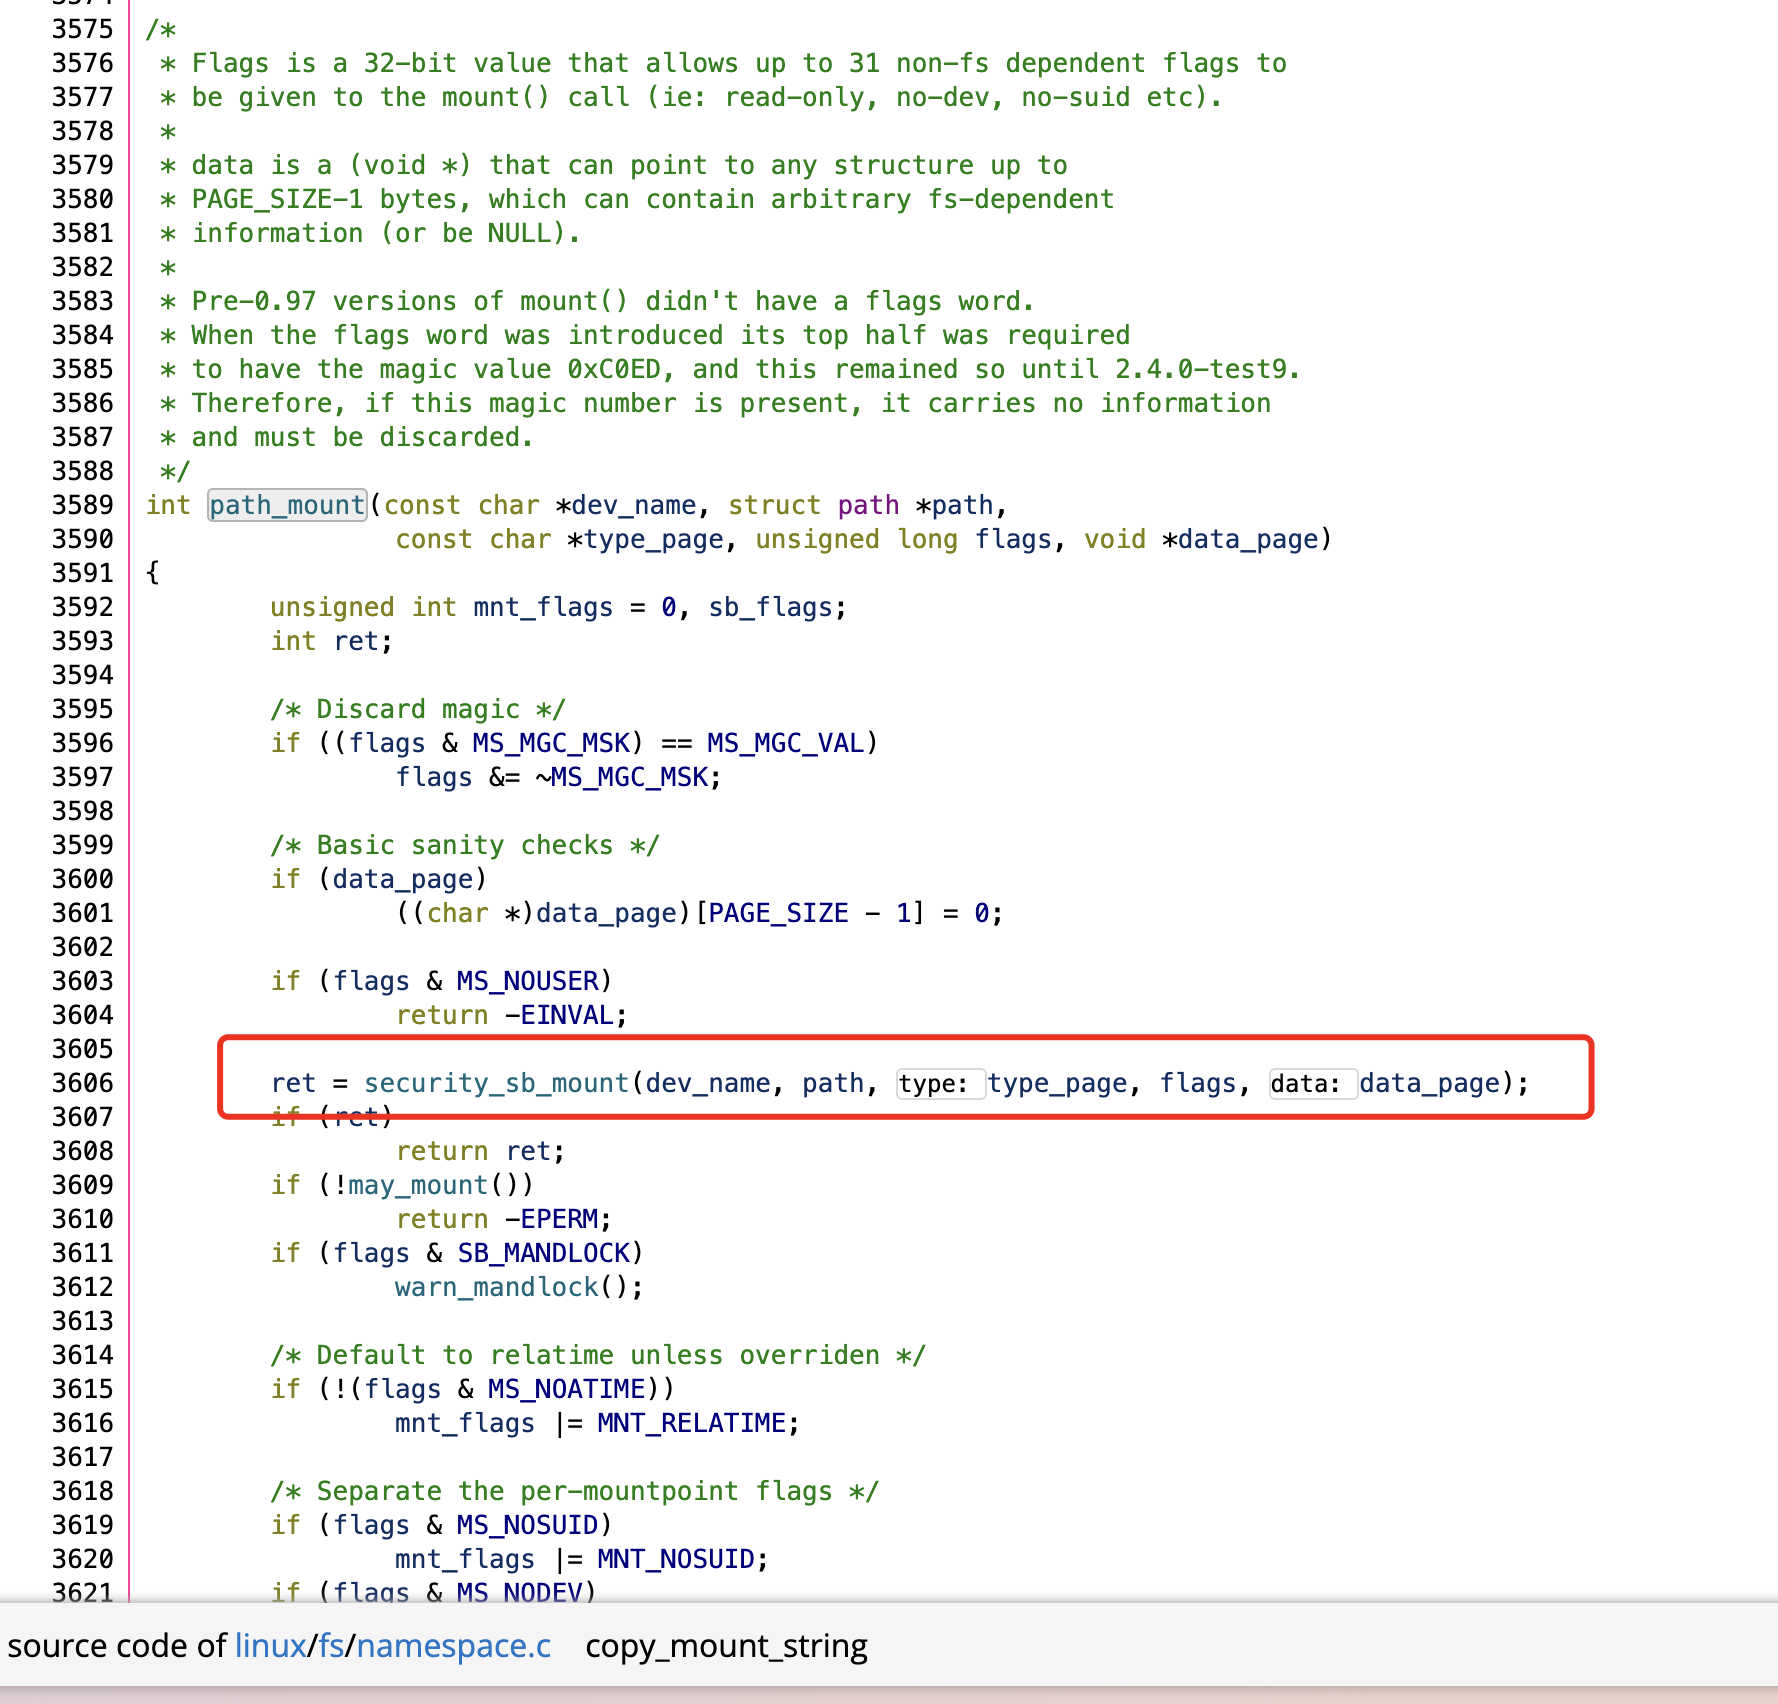 3575 /*
3576  * Flags is a 32-bit value that allows up to 31 non-fs dependent flags to
3577  * be given to the mount() call (ie: read-only, no-dev, no-suid etc).
3578  *
3579  * data is a (void *) that can point to any structure up to
3580  * PAGE_SIZE-1 bytes, which can contain arbitrary fs-dependent
3581  * information (or be NULL).
3582  *
3583  * Pre-0.97 versions of mount() didn't have a flags word.
3584  * When the flags word was introduced its top half was required
3585  * to have the magic value 0xC0ED, and this remained so until 2.4.0-test9.
3586  * Therefore, if this magic number is present, it carries no information
3587  * and must be discarded.
3588  */
3589 int path_mount(const char *dev_name, struct path *path,
3590                 const char *type_page, unsigned long flags, void *data_page)
3591 {
3592         unsigned int mnt_flags = 0, sb_flags;
3593         int ret;
3594
3595         /* Discard magic */
3596         if ((flags & MS_MGC_MSK) == MS_MGC_VAL)
3597                 flags &= ~MS_MGC_MSK;
3598
3599         /* Basic sanity checks */
3600         if (data_page)
3601                 ((char *)data_page)[PAGE_SIZE - 1] = 0;
3602
3603         if (flags & MS_NOUSER)
3604                 return -EINVAL;
3605
3606         ret = security_sb_mount(dev_name, path, type: type_page, flags, data: data_page);
3607         if (ret)
3608                 return ret;
3609         if (!may_mount())
3610                 return -EPERM;
3611         if (flags & SB_MANDLOCK)
3612                 warn_mandlock();
3613
3614         /* Default to relatime unless overriden */
3615         if (!(flags & MS_NOATIME))
3616                 mnt_flags |= MNT_RELATIME;
3617
3618         /* Separate the per-mountpoint flags */
3619         if (flags & MS_NOSUID)
3620                 mnt_flags |= MNT_NOSUID;
3621         if (flags & MS_NODEV)
source code of linux/fs/namespace.c copy_mount_string